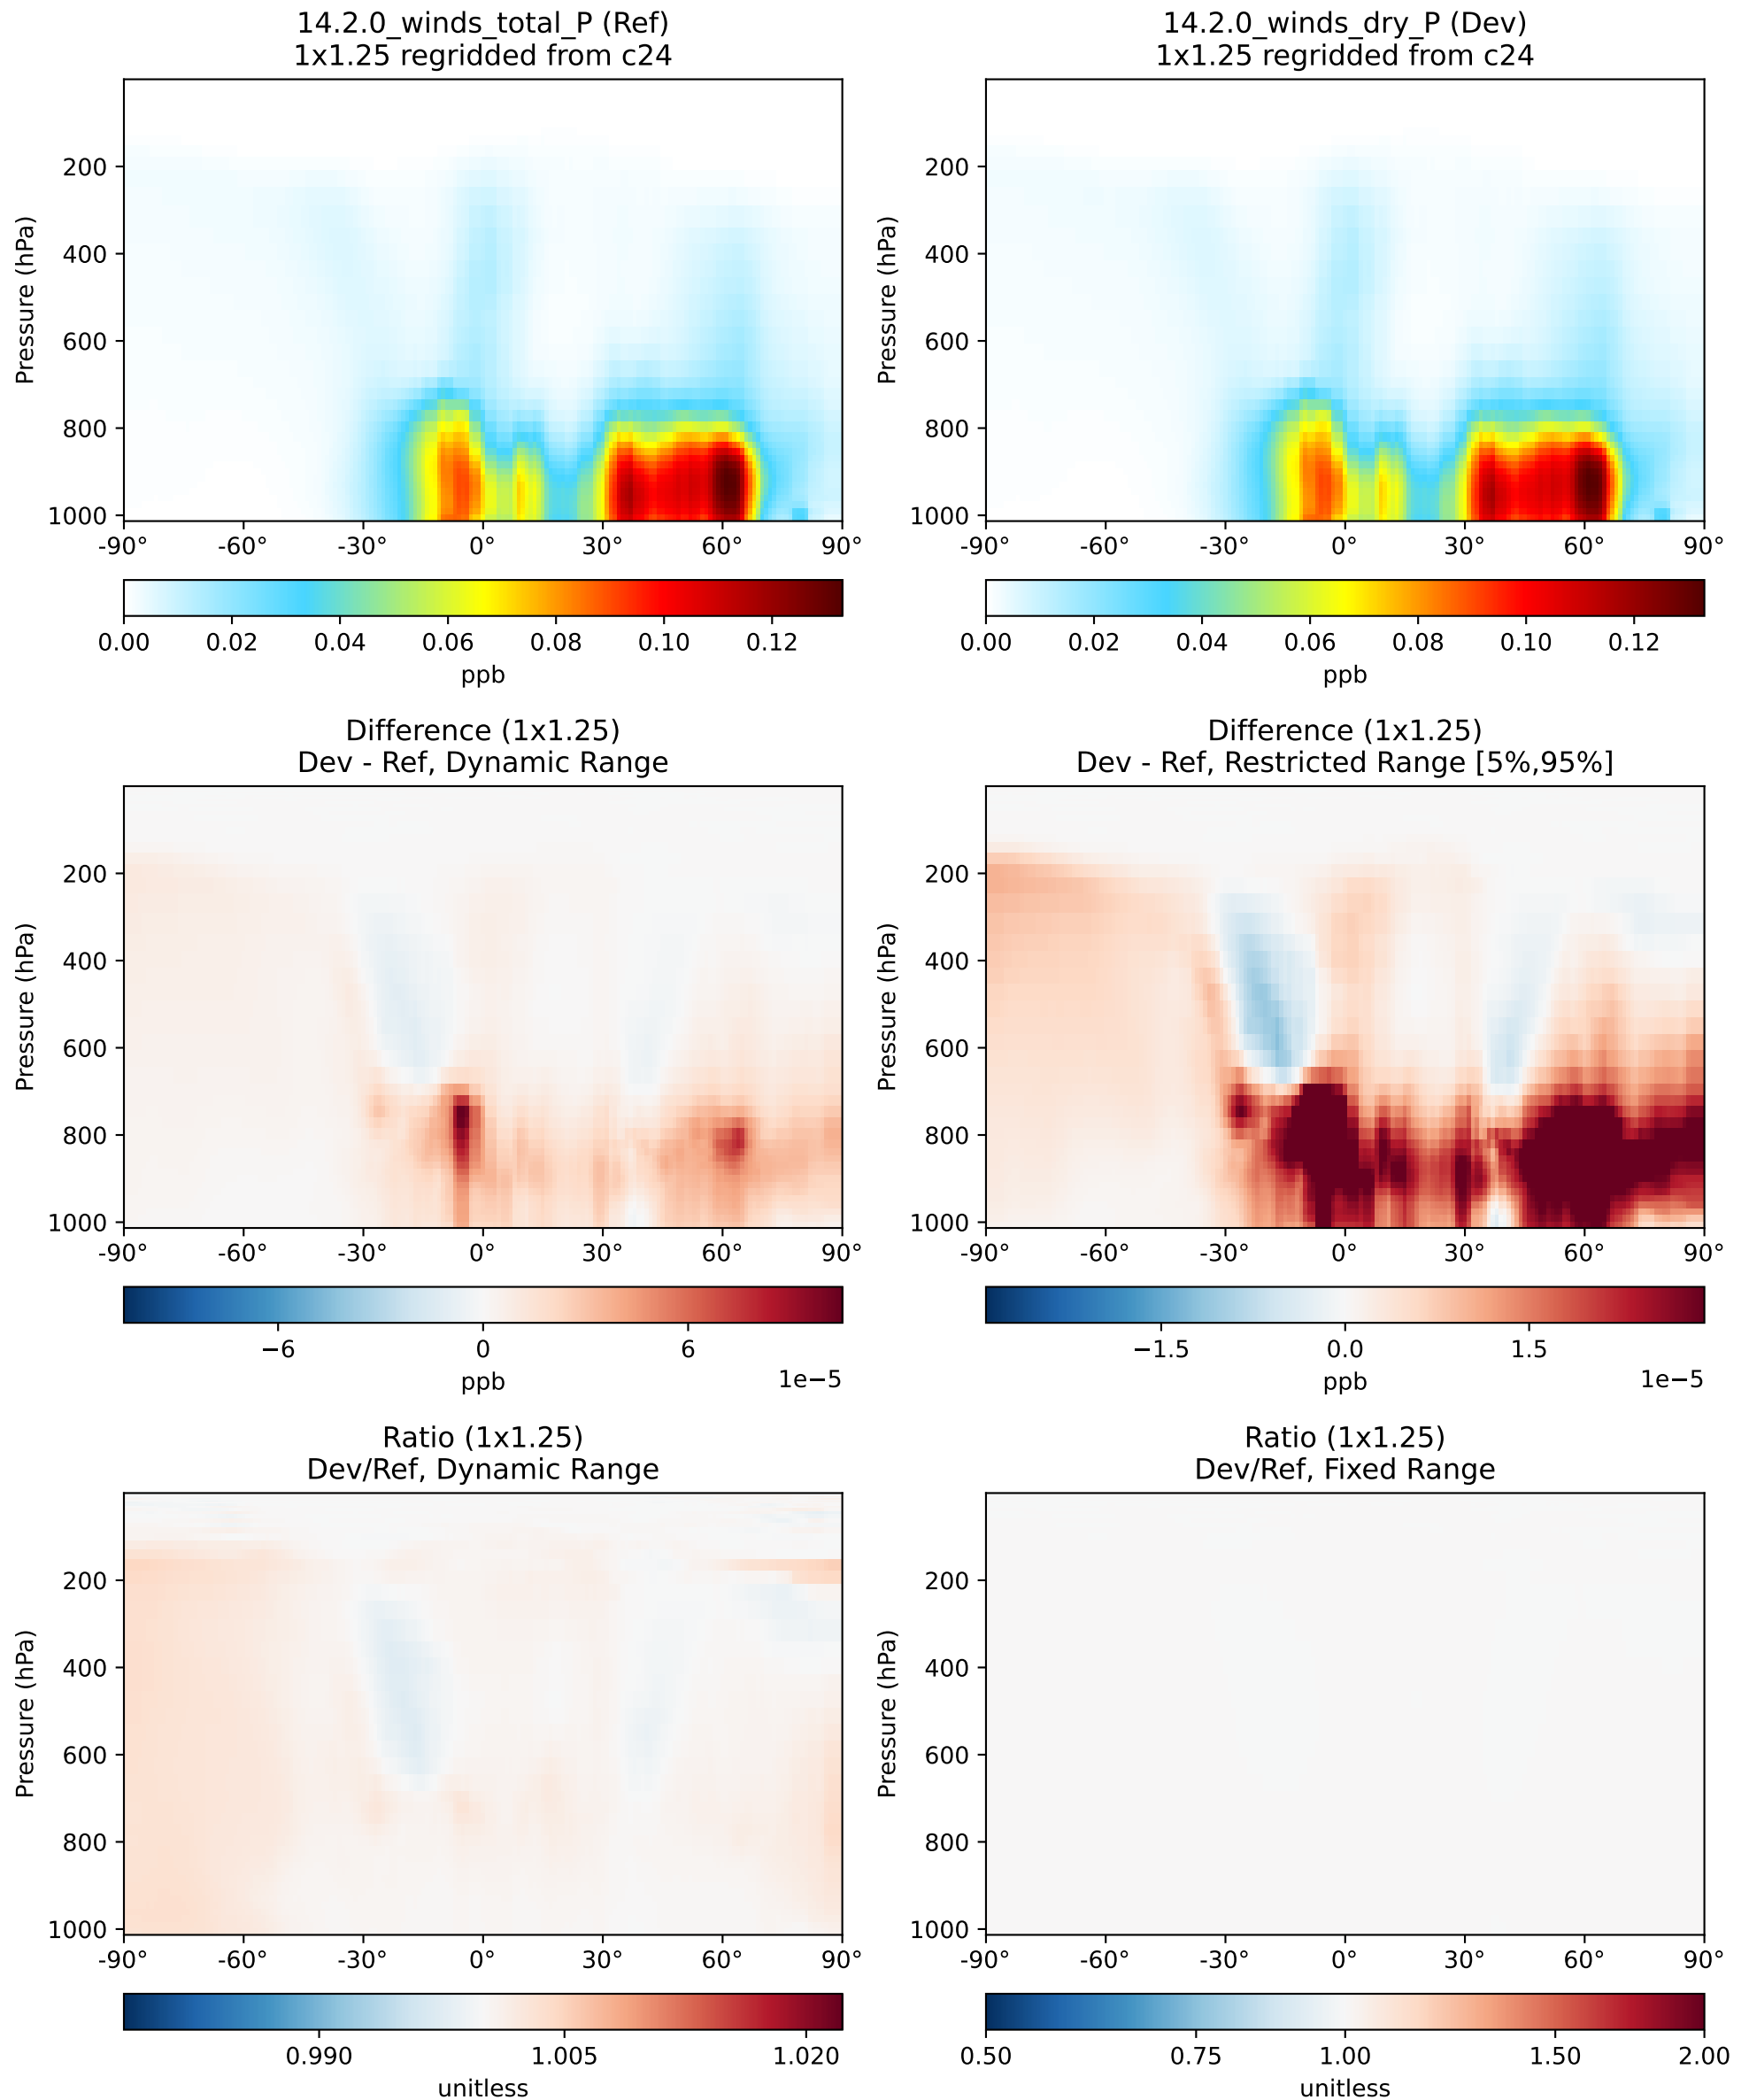 14.2.0_winds_total_P (Ref)
1x1.25 regridded from c24
Pressure (hPa)
200
400
600
800
1000
-90° -60° -30° 0° 30° 60° 90°
0.00 0.02 0.04 0.06 0.08 0.10 0.12
ppb
14.2.0_winds_dry_P (Dev)
1x1.25 regridded from c24
Pressure (hPa)
200
400
600
800
1000
-90° -60° -30° 0° 30° 60° 90°
0.00 0.02 0.04 0.06 0.08 0.10 0.12
ppb
Difference (1x1.25)
Dev - Ref, Dynamic Range
Pressure (hPa)
200
400
600
800
1000
-90° -60° -30° 0° 30° 60° 90°
−6 0 6
1e−5
ppb
Difference (1x1.25)
Dev - Ref, Restricted Range [5%,95%]
Pressure (hPa)
200
400
600
800
1000
-90° -60° -30° 0° 30° 60° 90°
−1.5 0.0 1.5
1e−5
ppb
Ratio (1x1.25)
Dev/Ref, Dynamic Range
Pressure (hPa)
200
400
600
800
1000
-90° -60° -30° 0° 30° 60° 90°
0.990 1.005 1.020
unitless
Ratio (1x1.25)
Dev/Ref, Fixed Range
Pressure (hPa)
200
400
600
800
1000
-90° -60° -30° 0° 30° 60° 90°
0.50 0.75 1.00 1.50 2.00
unitless